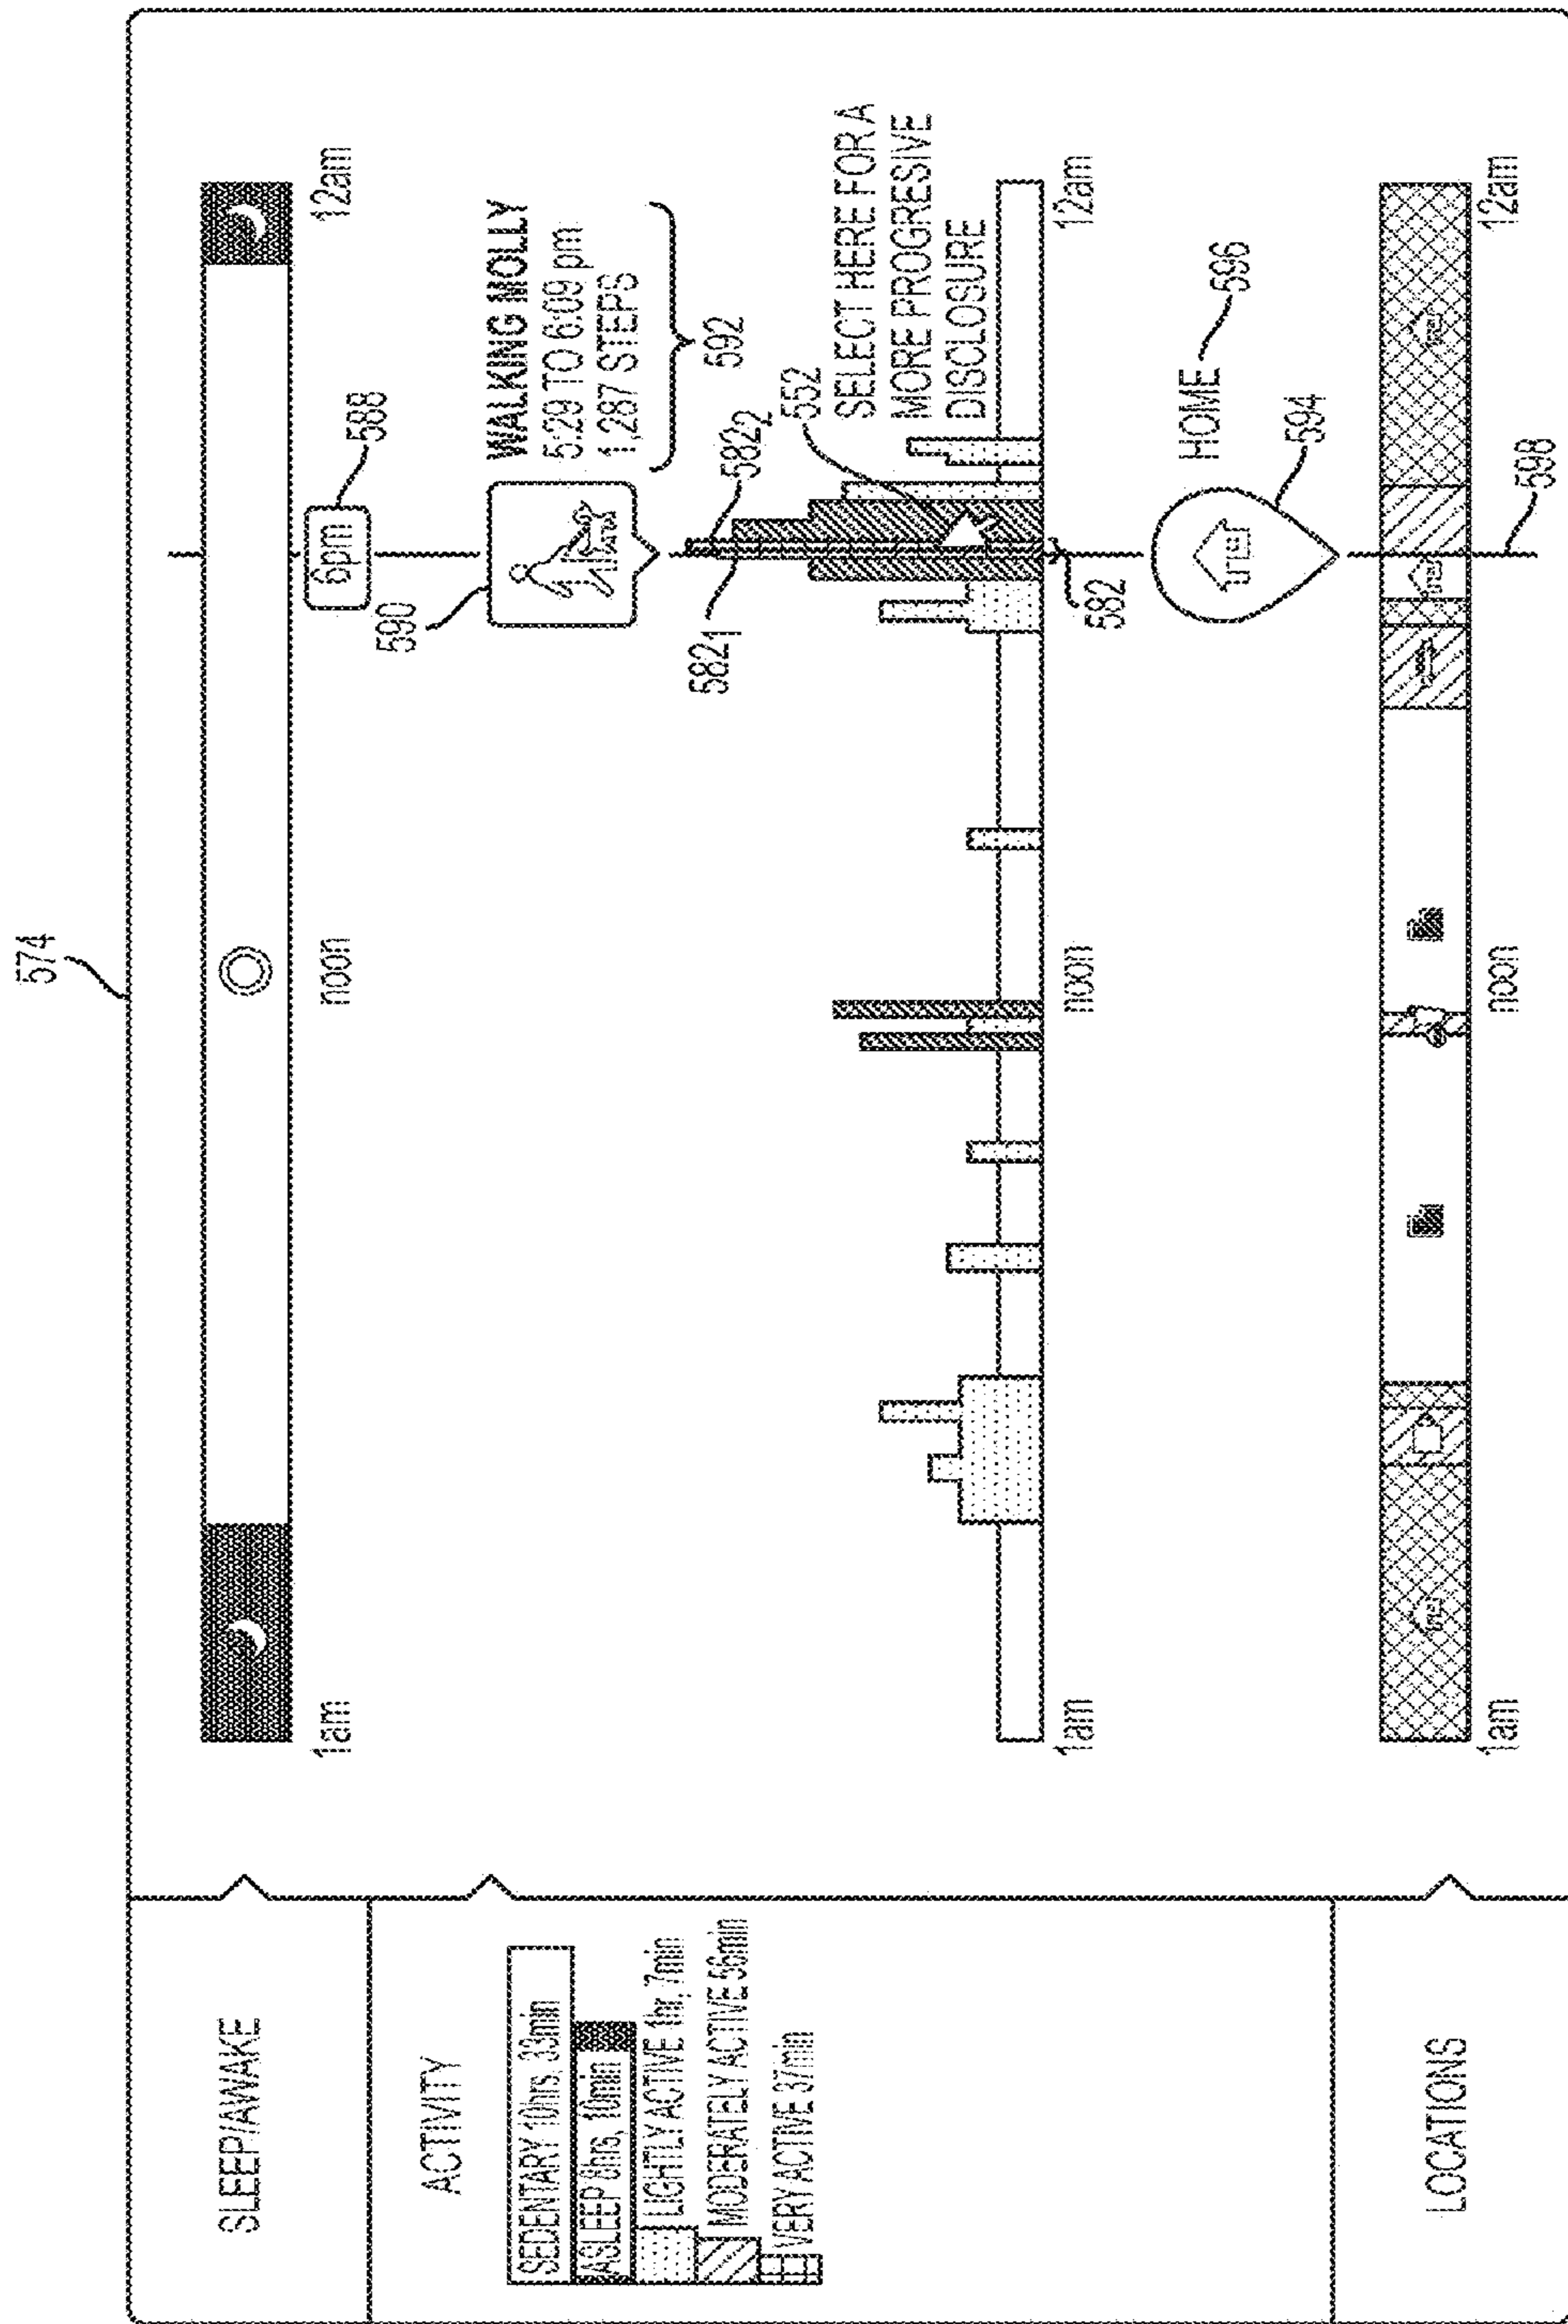 574
SLEEP/AWAKE
1am
noon
12am
6pm
588
ACTIVITY
590
WALKING MOLLY
5:29 TO 6:09 pm
1,287 STEPS
592
SEDENTARY 10hrs, 33min
ASLEEP 8hrs, 10min
LIGHTLY ACTIVE 1hr, 7min
MODERATELY ACTIVE 56min
VERY ACTIVE 37min
582₁
582₂
552
SELECT HERE FOR A
MORE PROGRESIVE
DISCLOSURE
1am
noon
12am
582
HOME
596
594
LOCATIONS
1am
noon
12am
598